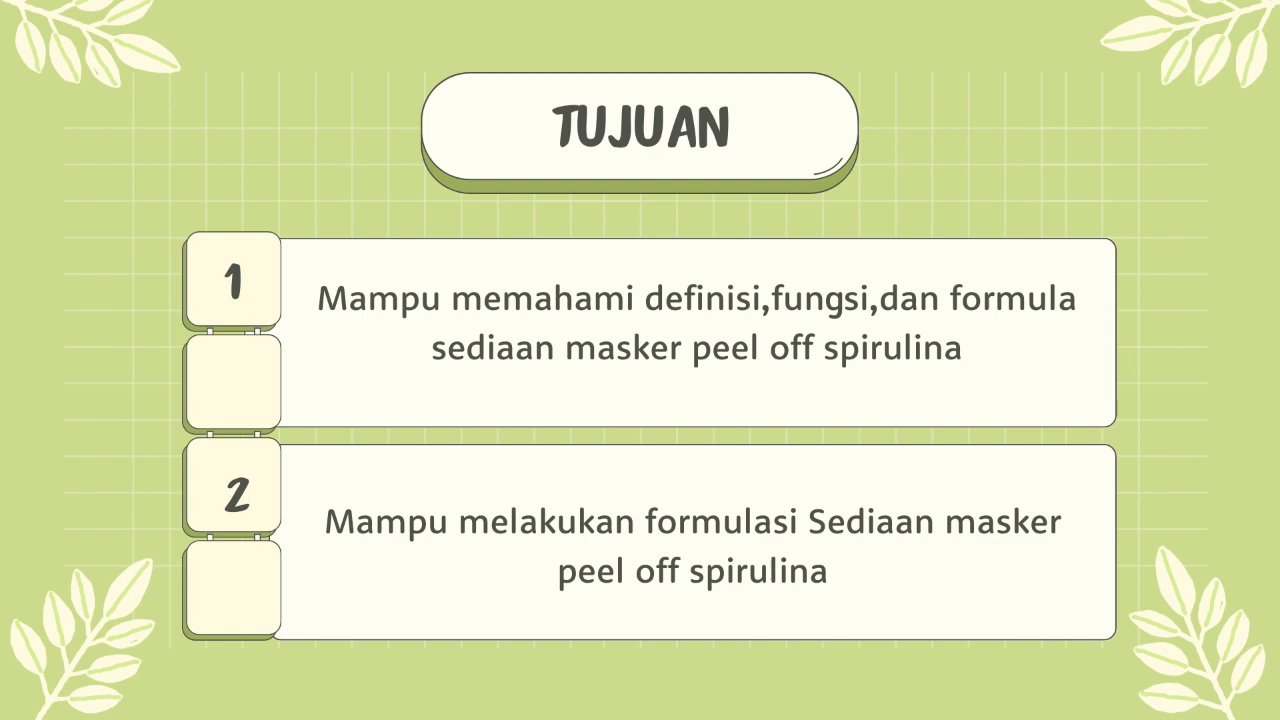 TUJUAN
1
Mampu memahami definisi,fungsi,dan formula
sediaan masker peel off spirulina
2
Mampu melakukan formulasi Sediaan masker
peel off spirulina